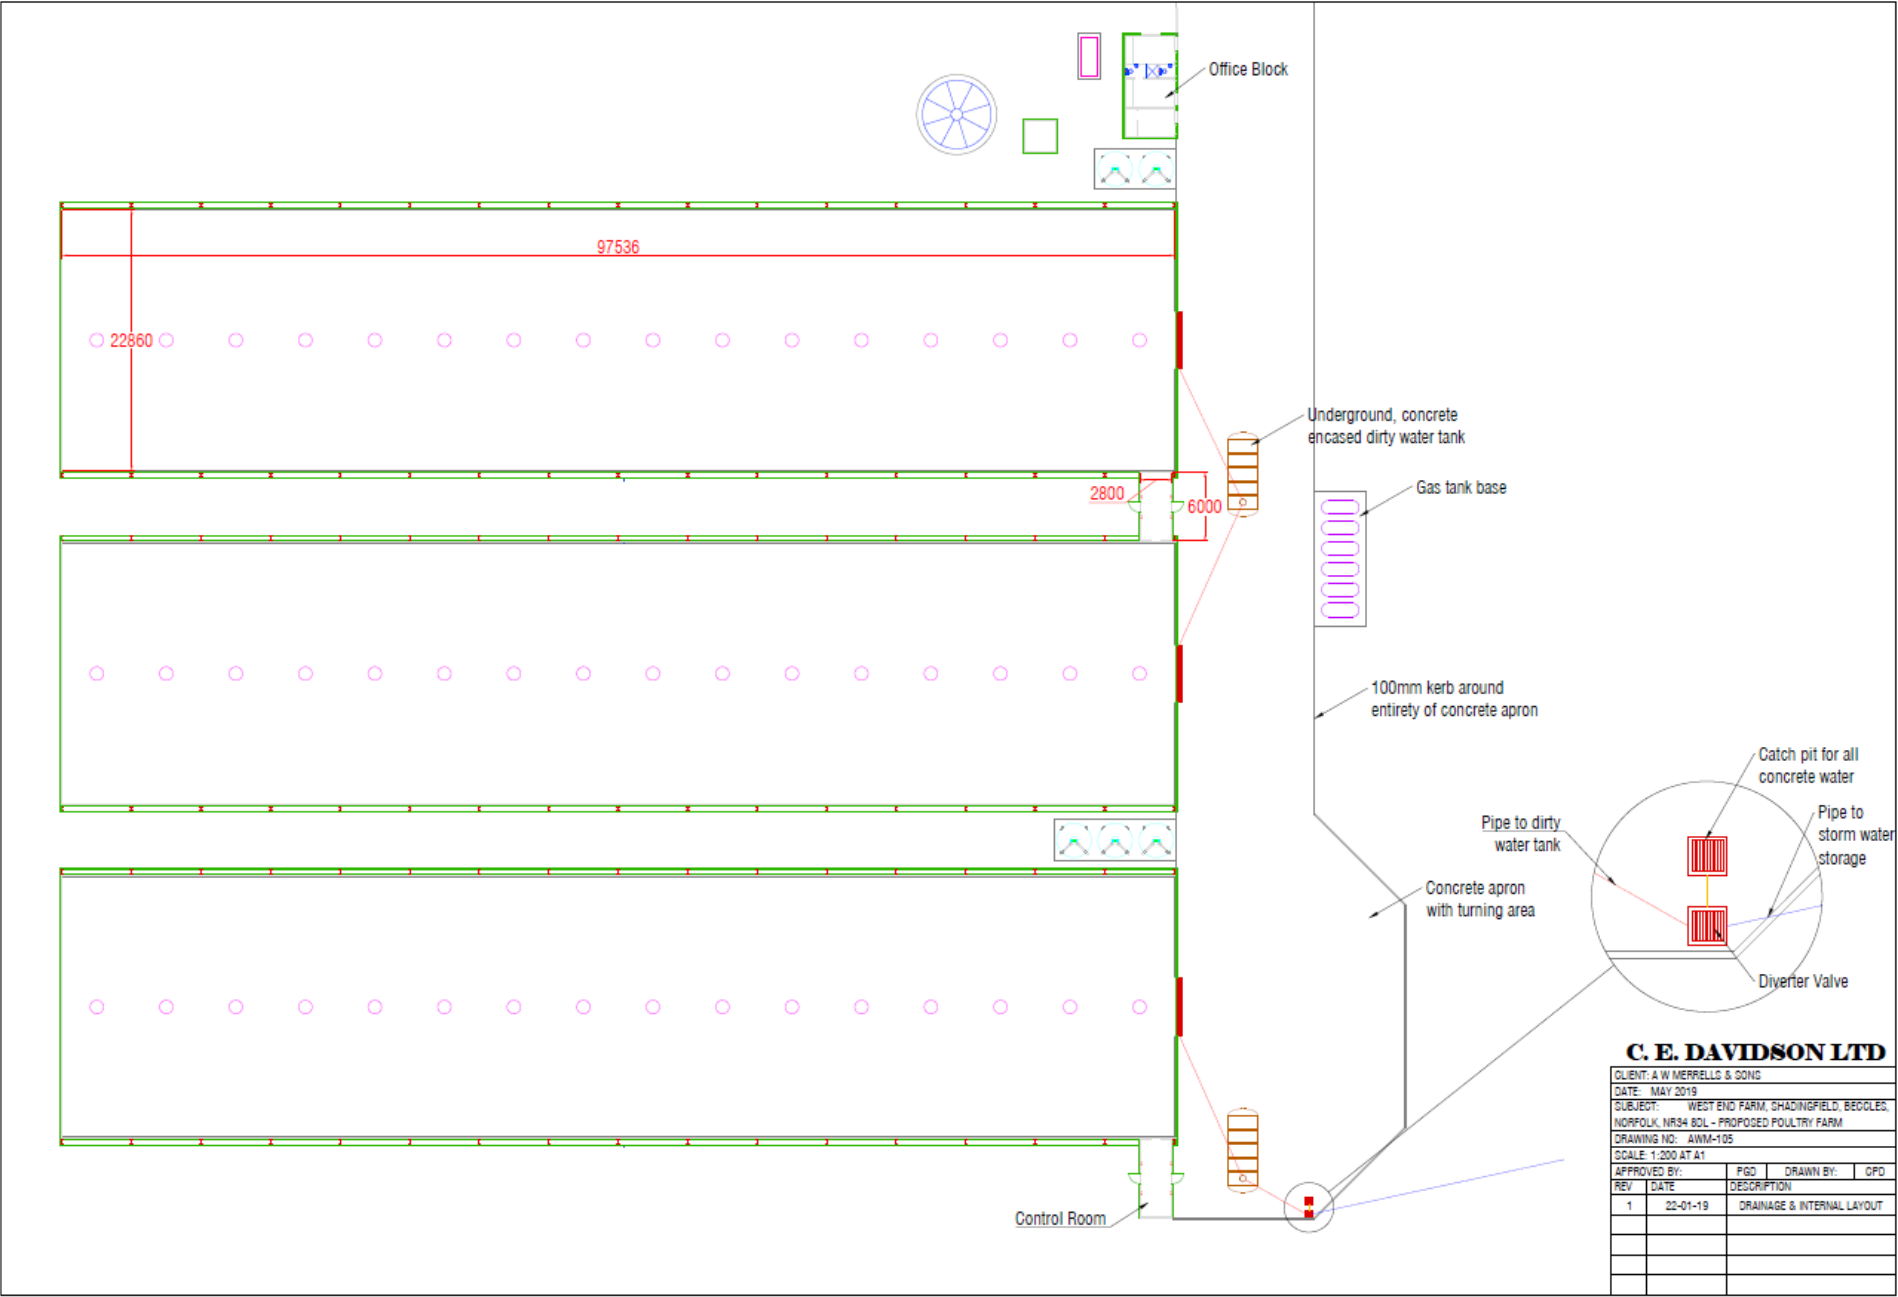 Office Block
97536
22860
Underground, concrete
encased dirty water tank
2800
6000
Gas tank base
100mm kerb around
entirety of concrete apron
Catch pit for all
concrete water
Pipe to dirty
water tank
Pipe to
storm water
storage
Concrete apron
with turning area
Diverter Valve
Control Room
C. E. DAVIDSON LTD
CLIENT: A W MERRELLS & SONS
DATE: MAY 2019
SUBJECT: WEST END FARM, SHADINGFIELD, BECCLES,
NORFOLK, NR34 8DL - PROPOSED POULTRY FARM
DRAWING NO: AWM-105
SCALE: 1:200 AT A1
APPROVED BY: PGD DRAWN BY: CPD
REV DATE DESCRIPTION
1 22-01-19 DRAINAGE & INTERNAL LAYOUT